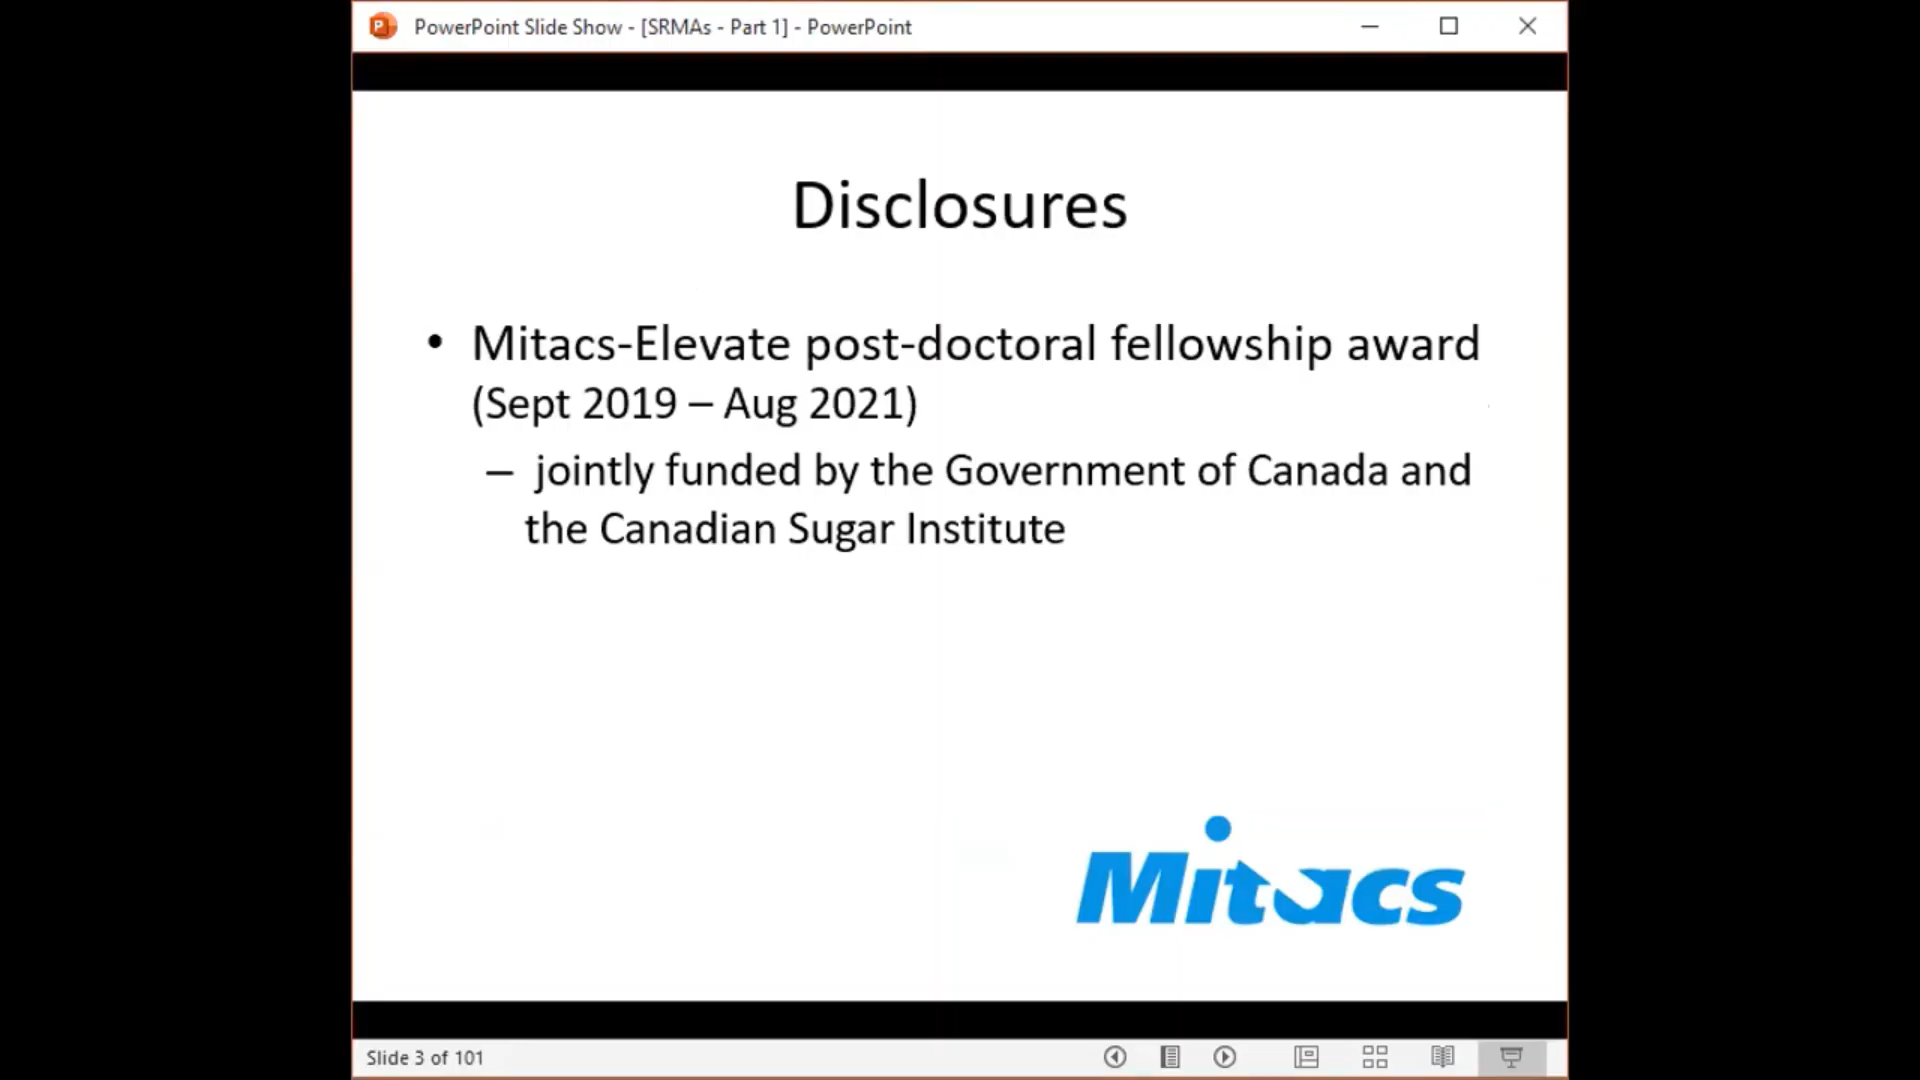 PowerPoint Slide Show - [SRMAs - Part 1] - PowerPoint
Disclosures
• Mitacs-Elevate post-doctoral fellowship award
(Sept 2019 – Aug 2021)
– jointly funded by the Government of Canada and
the Canadian Sugar Institute
Mitacs
Slide 3 of 101